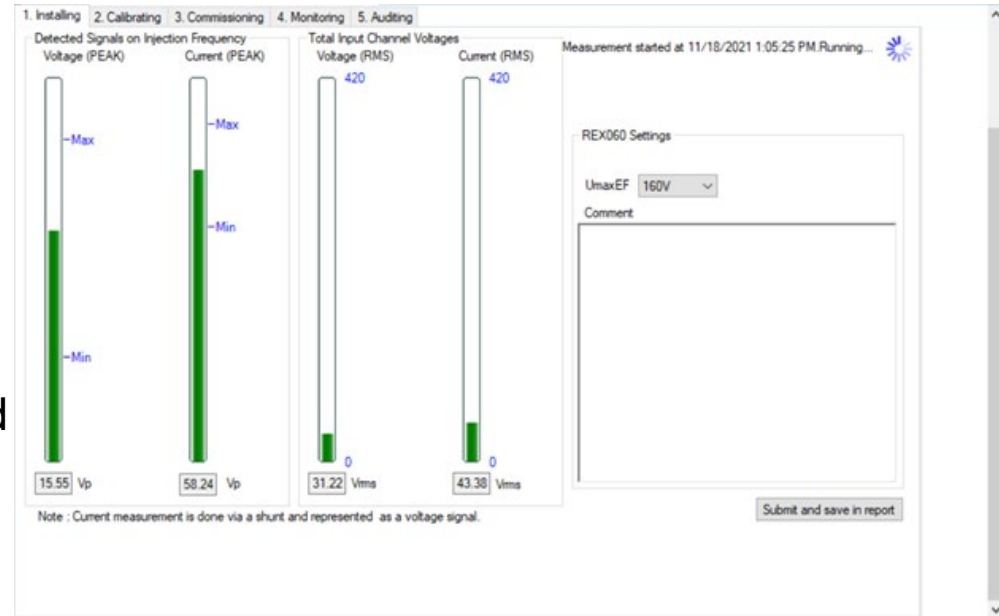 1. Installing 2. Calibrating 3. Commissioning 4. Monitoring 5. Auditing
Detected Signals on Injection Frequency
Voltage (PEAK) Current (PEAK)
Max
Max
Min
Min
15.55 Vp 58.24 Vp
Total Input Channel Voltages
Voltage (RMS) Current (RMS)
420 420
0 0
31.22 Vrms 43.38 Vrms
Note : Current measurement is done via a shunt and represented as a voltage signal.
Measurement started at 11/18/2021 1:05:25 PM.Running...
REX060 Settings
UmaxEF 160V
Comment
Submit and save in report